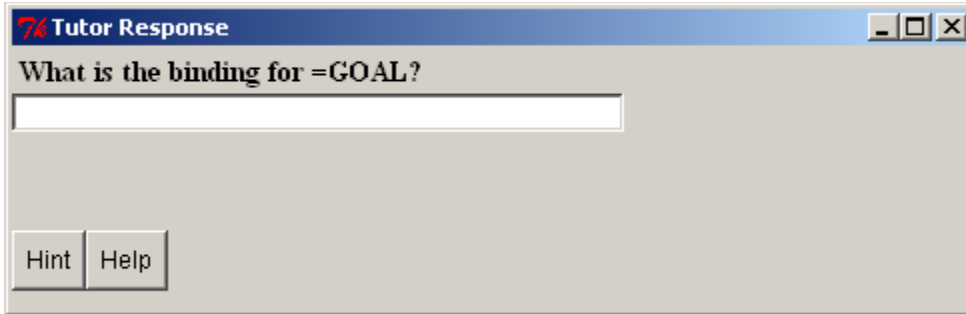 Tutor Response
What is the binding for =GOAL?
Hint Help